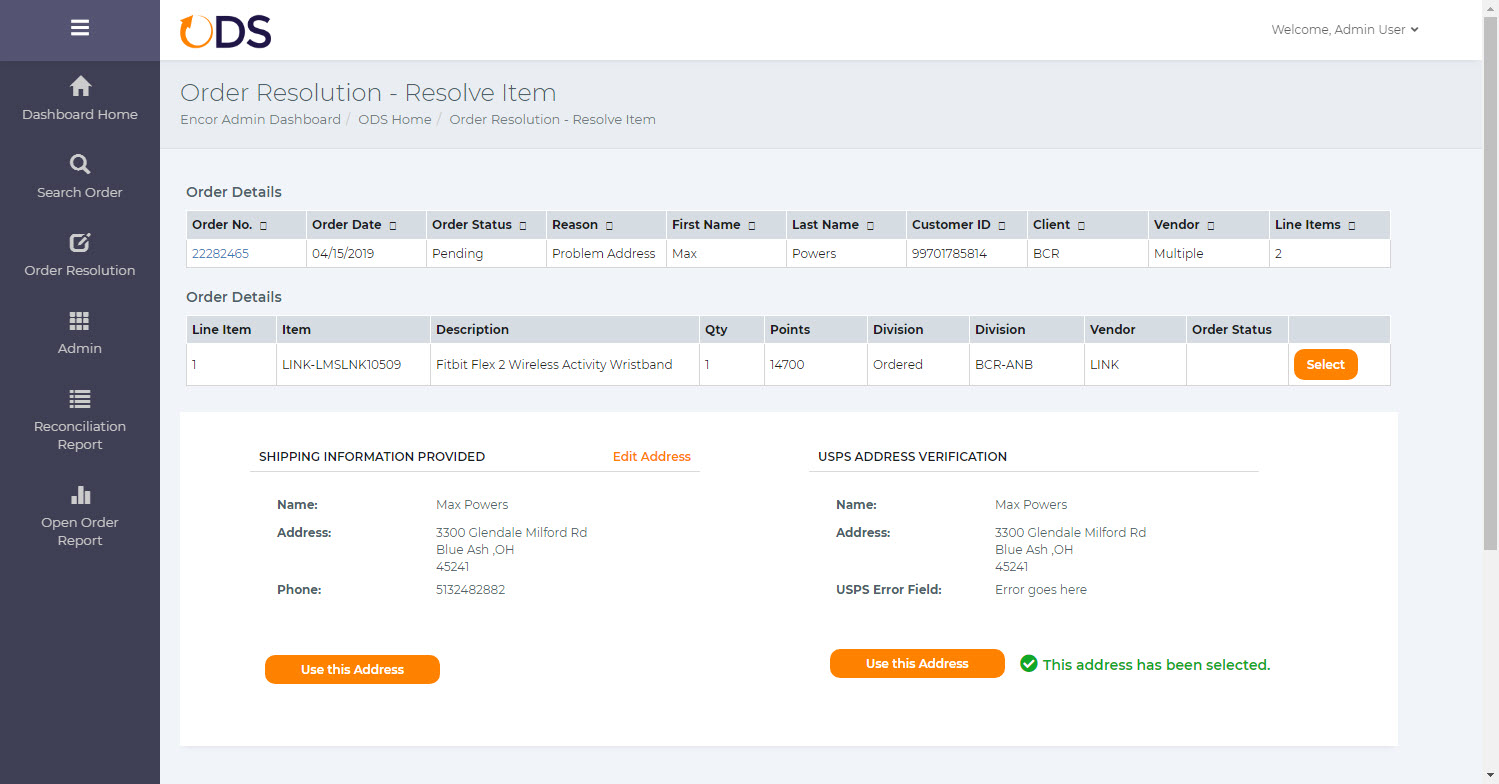 ODS
Welcome, Admin User
Dashboard Home
Search Order
Order Resolution
Admin
Reconciliation
Report
Open Order
Report
Order Resolution - Resolve Item
Encor Admin Dashboard / ODS Home / Order Resolution - Resolve Item
Order Details
Order No. Order Date Order Status Reason First Name Last Name Customer ID Client Vendor Line Items
22282465 04/15/2019 Pending Problem Address Max Powers 99701785814 BCR Multiple 2
Order Details
Line Item Item Description Qty Points Division Division Vendor Order Status
1 LINK-LMSLNK10509 Fitbit Flex 2 Wireless Activity Wristband 1 14700 Ordered BCR-ANB LINK Select
SHIPPING INFORMATION PROVIDED Edit Address
Name: Max Powers
Address: 3300 Glendale Milford Rd
Blue Ash ,OH
45241
Phone: 5132482882
Use this Address
USPS ADDRESS VERIFICATION
Name: Max Powers
Address: 3300 Glendale Milford Rd
Blue Ash ,OH
45241
USPS Error Field: Error goes here
Use this Address This address has been selected.